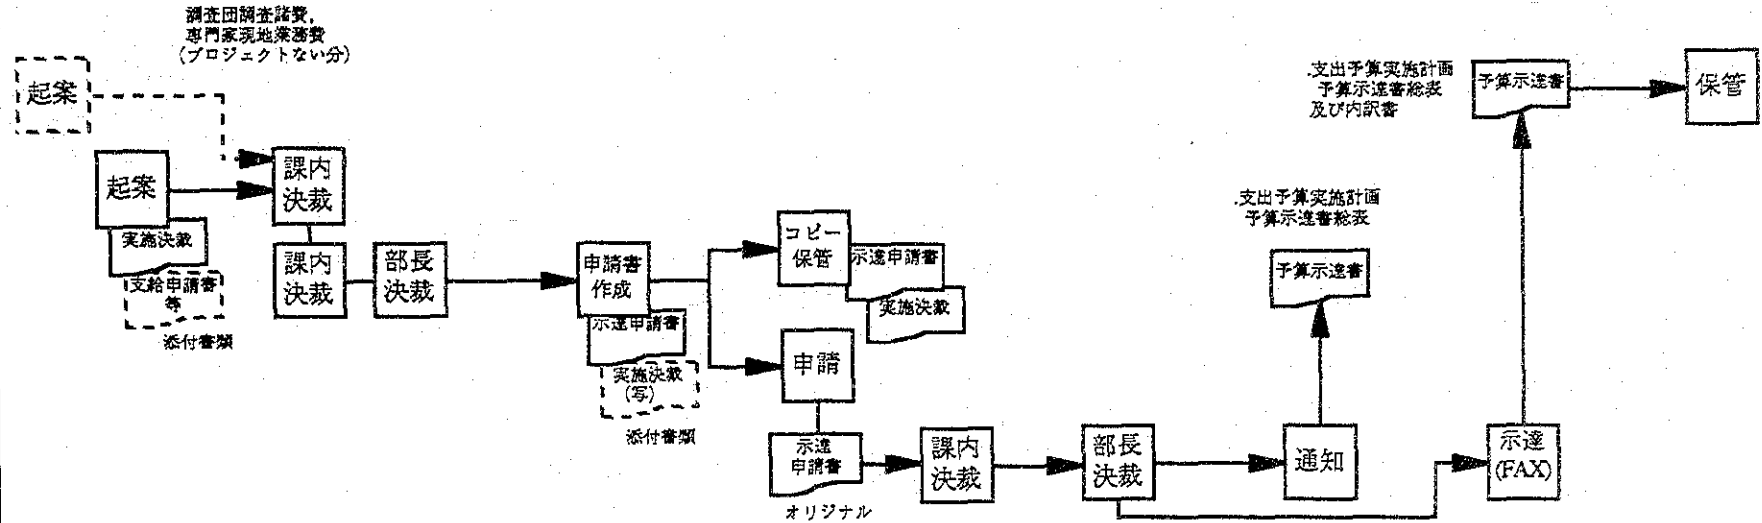 調査団調査諸費,
専門家現地業務費
(プロジェクトない分)
起案
起案
実施決裁
支給申請書
等
添付書類
課内
決裁
課内
決裁
部長
決裁
申請書
作成
示達申請書
実施決裁
(写)
添付書類
コピー
保管
示達申請書
実施決裁
申請
示達
申請書
オリジナル
課内
決裁
部長
決裁
通知
.支出予算実施計画
予算示達書総表
予算示達書
示達
(FAX)
.支出予算実施計画
予算示達書総表
及び内訳書
予算示達書
保管